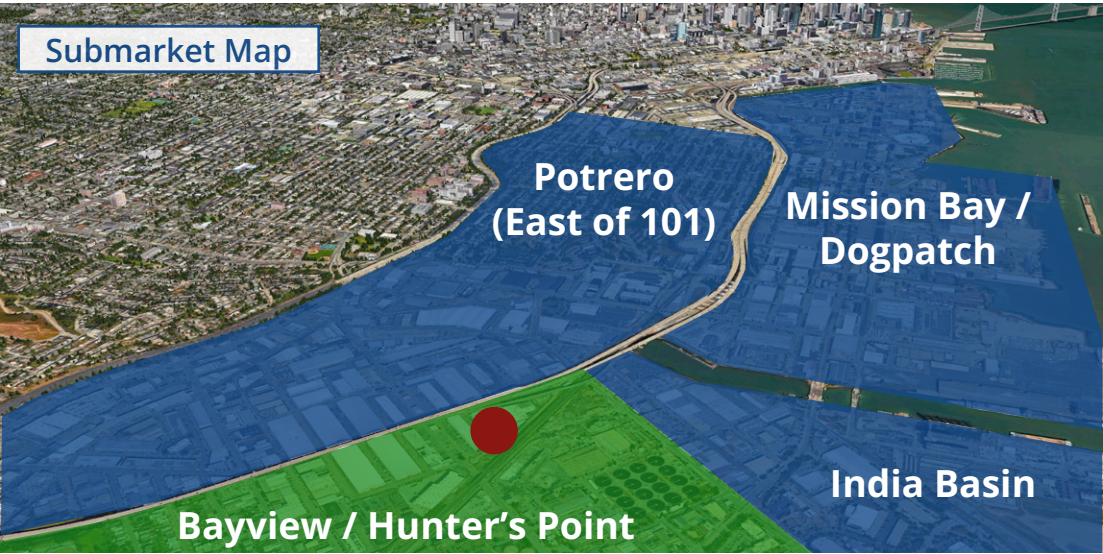 Submarket Map
Potrero
(East of 101)
Mission Bay /
Dogpatch
India Basin
Bayview / Hunter’s Point